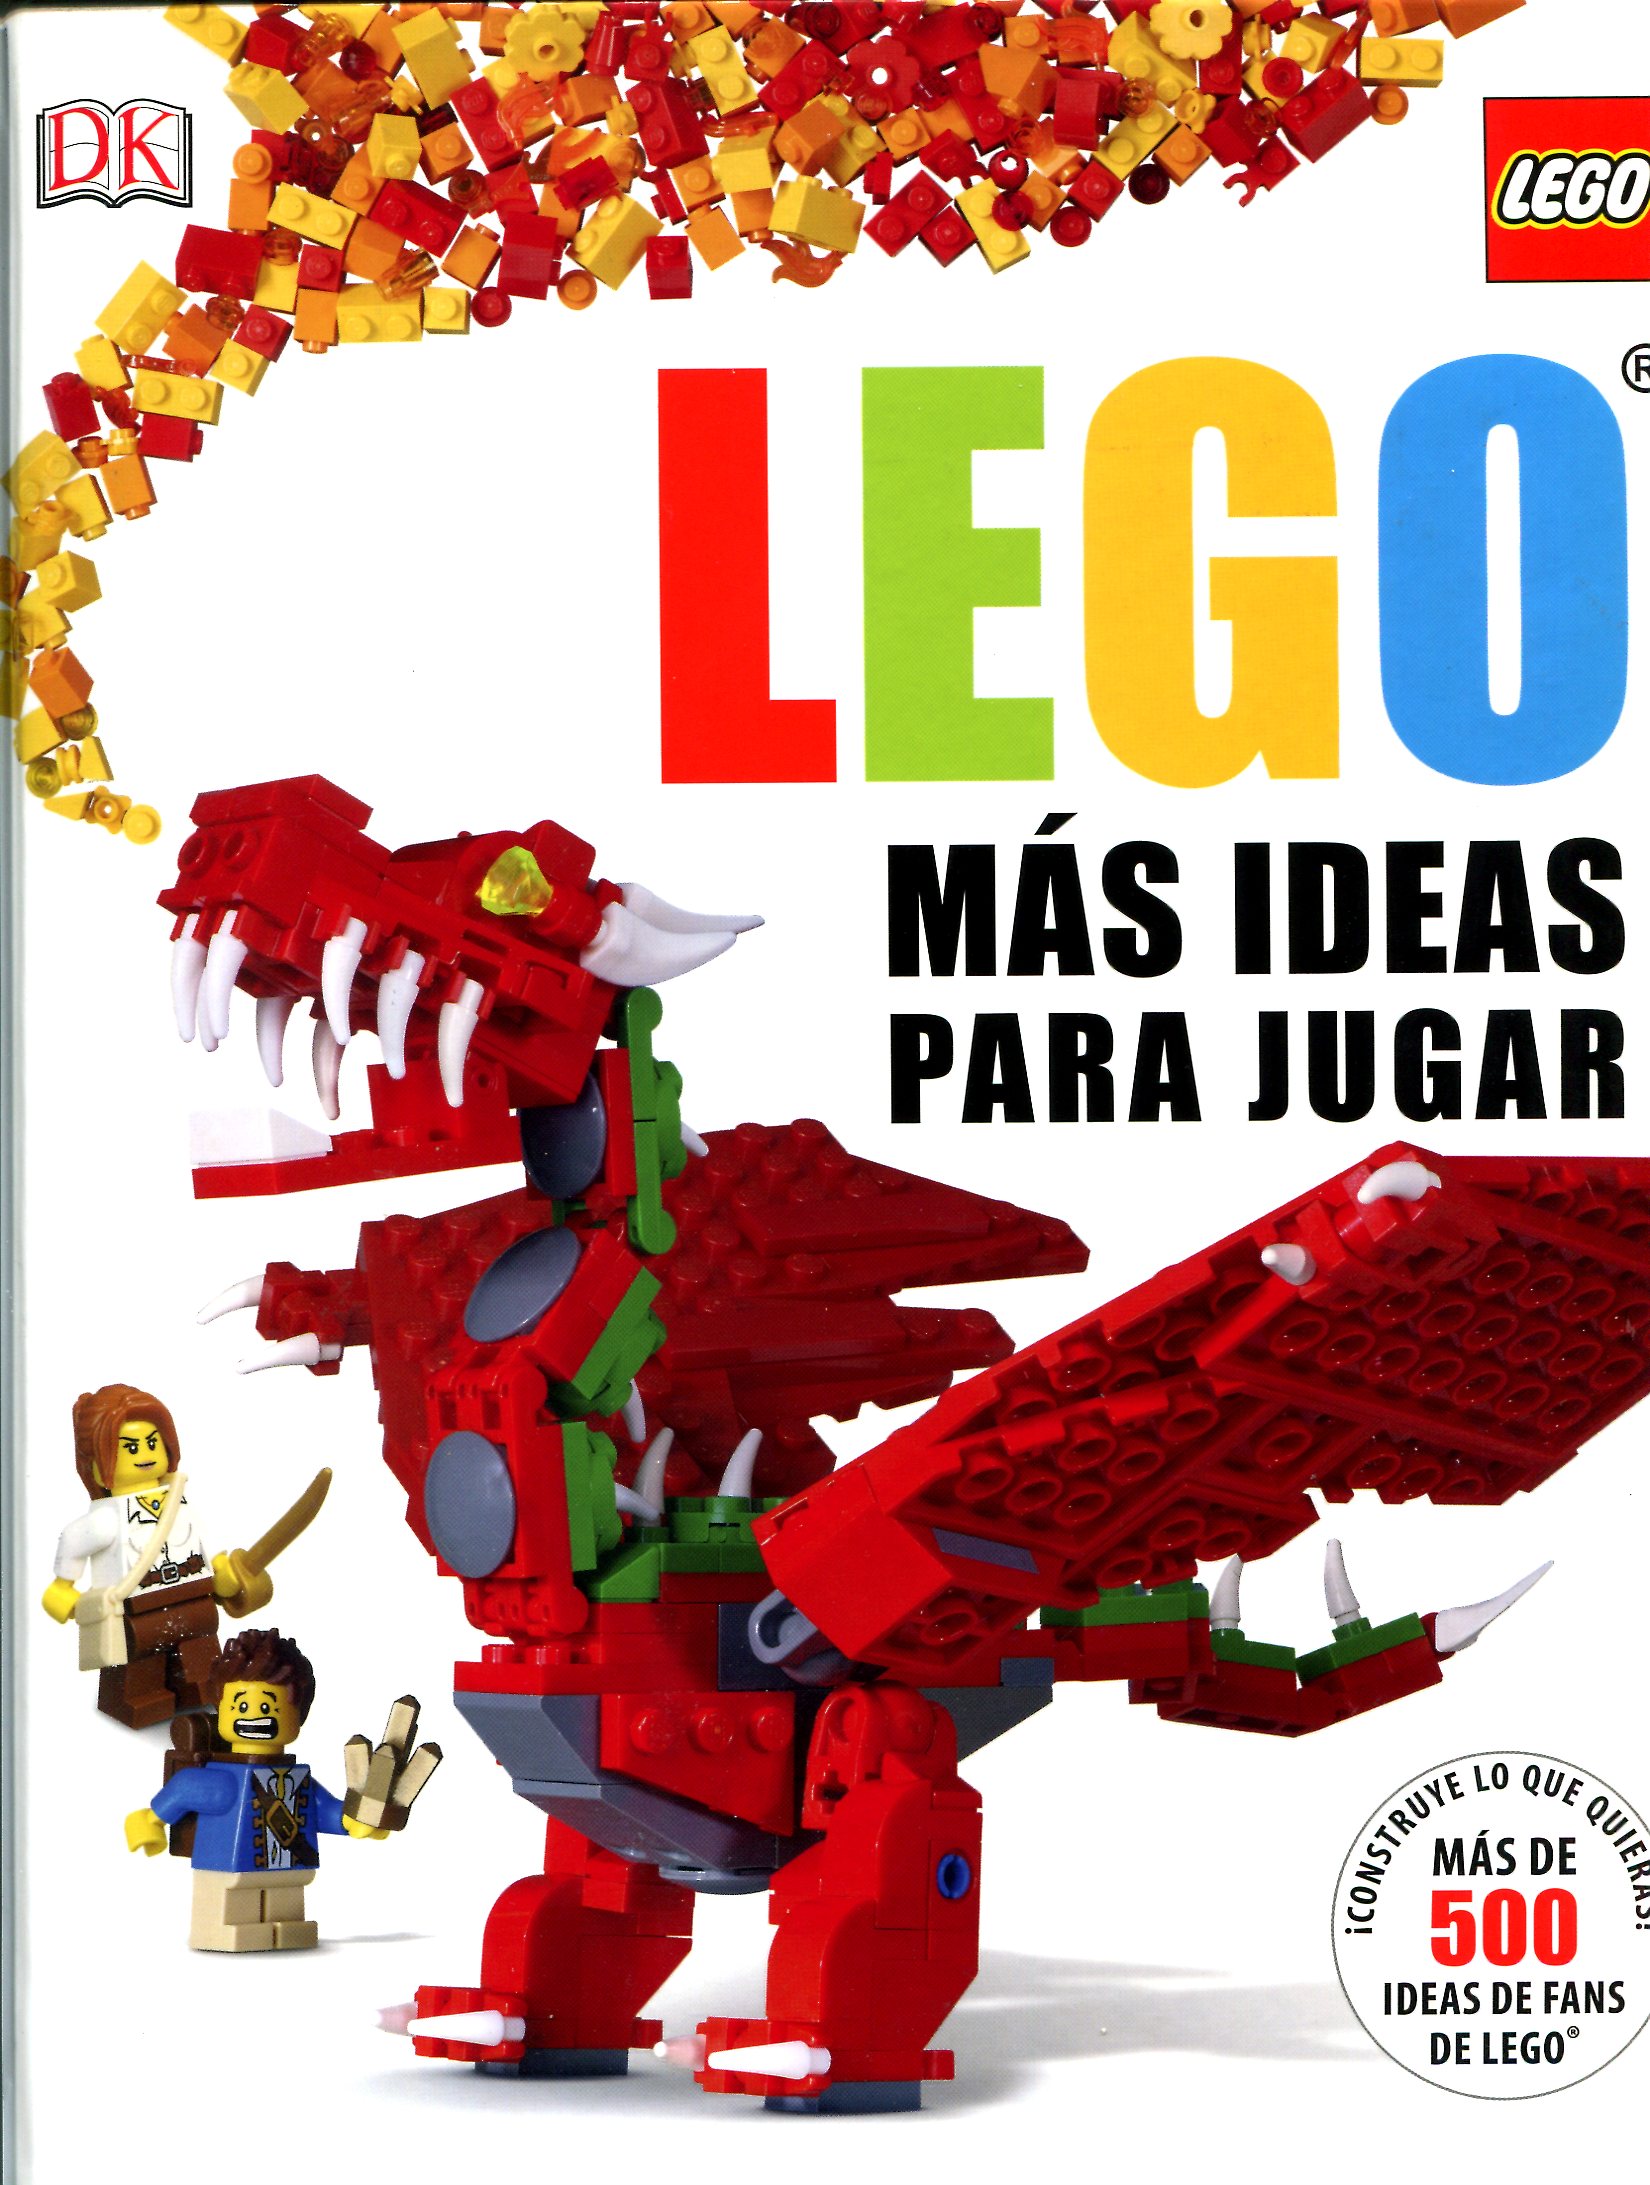 DK
LEGO
LEGO®
MÁS IDEAS
PARA JUGAR
¡CONSTRUYE LO QUE QUIERAS!
MÁS DE
500
IDEAS DE FANS
DE LEGO®